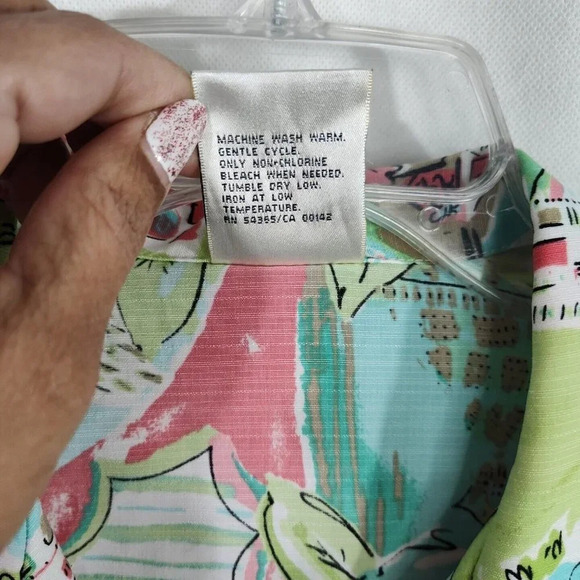 MACHINE WASH WARM.
GENTLE CYCLE.
ONLY NON-CHLORINE
BLEACH WHEN NEEDED.
TUMBLE DRY LOW.
IRON AT LOW
TEMPERATURE.
RN 54365/CA 00142